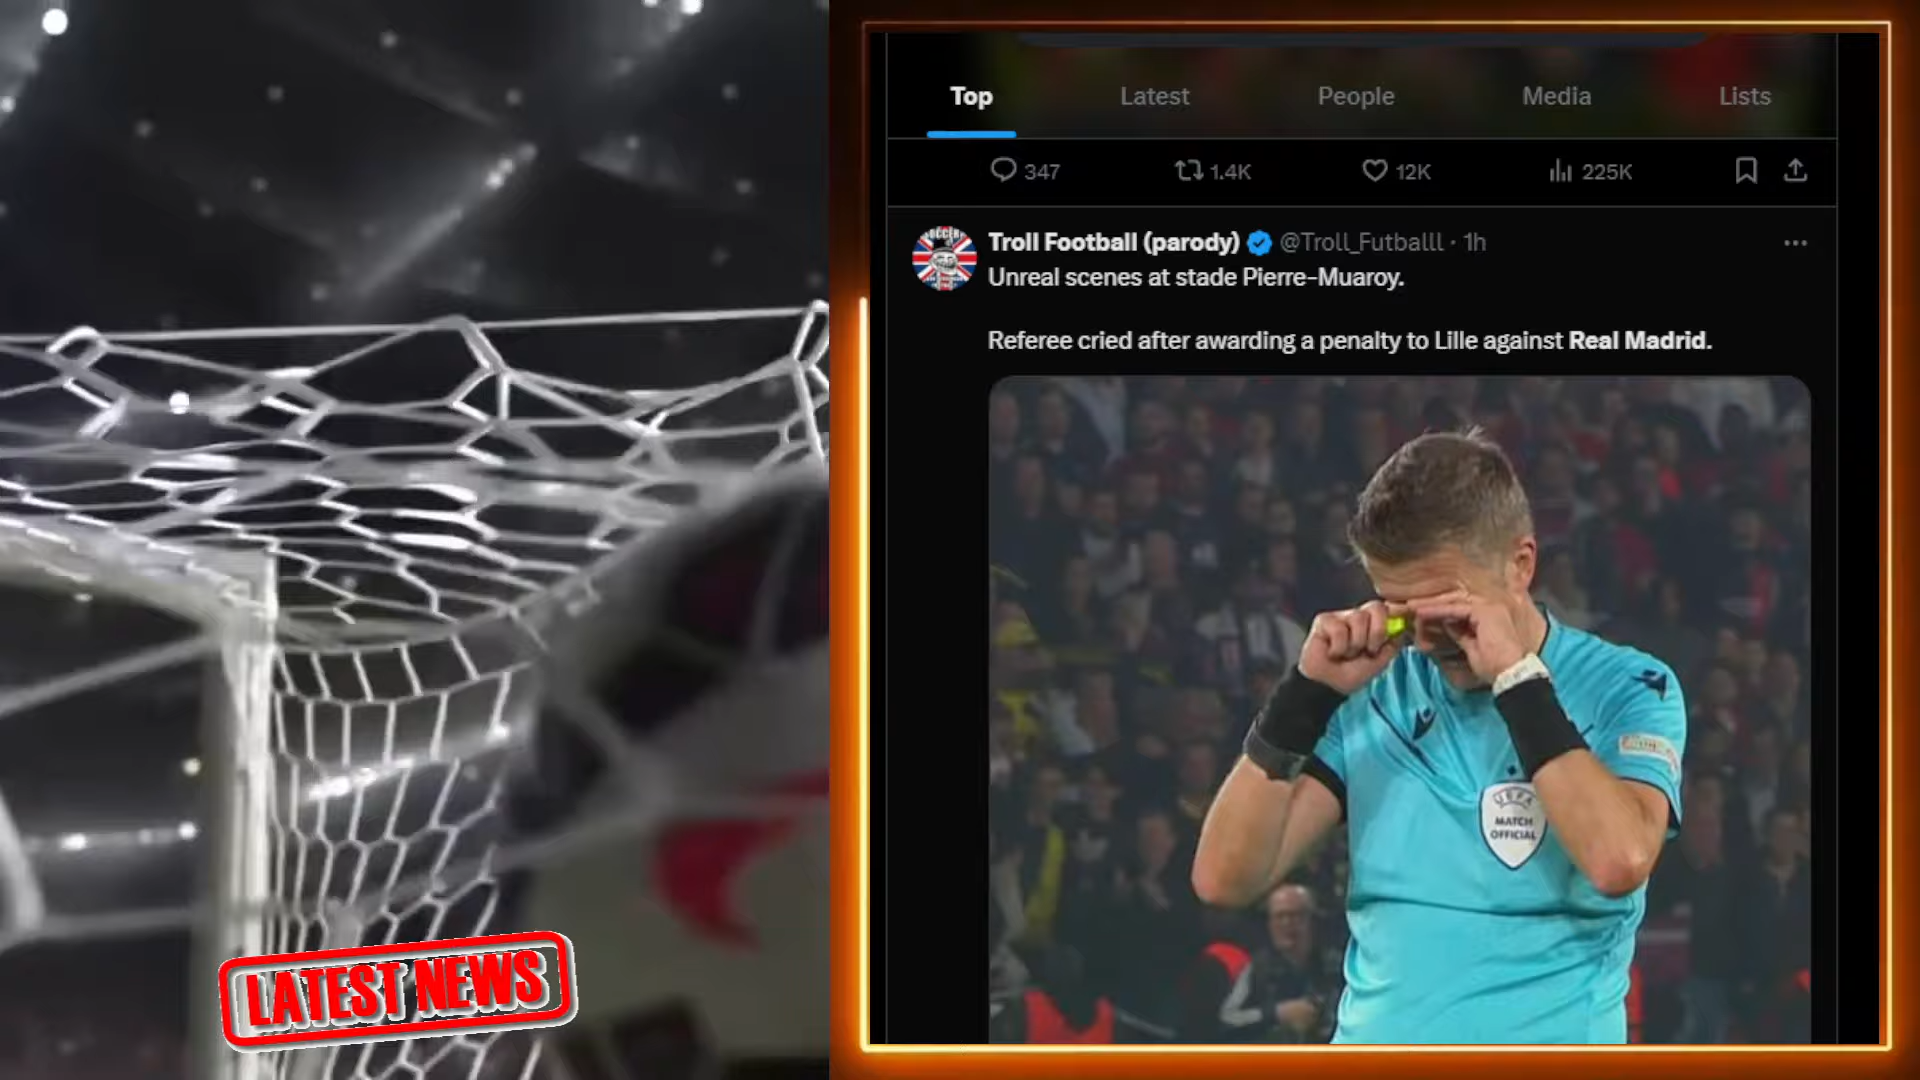 Top Latest People Media Lists
347 1.4K 12K 225K
Troll Football (parody) @Troll_Futballl · 1h
Unreal scenes at stade Pierre-Muaroy.
Referee cried after awarding a penalty to Lille against Real Madrid.
UEFA
MATCH
OFFICIAL
LATEST NEWS